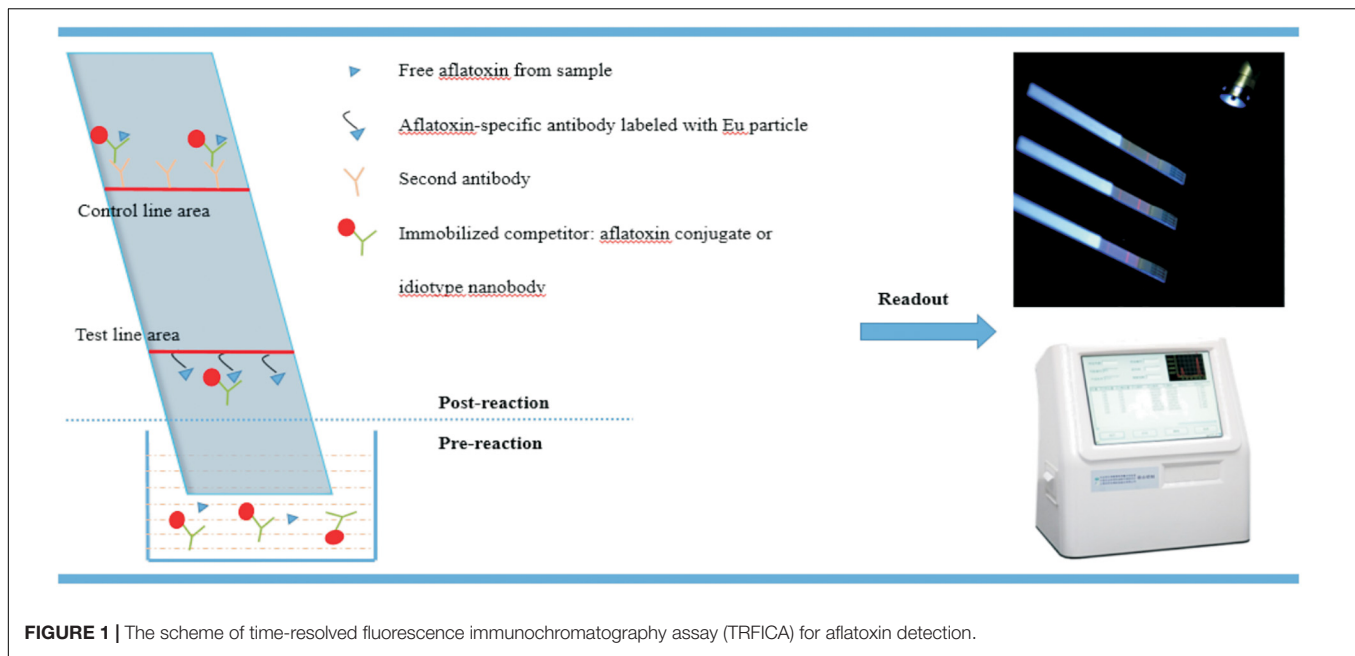 Free aflatoxin from sample
Aflatoxin-specific antibody labeled with Eu particle
Second antibody
Control line area
Immobilized competitor: aflatoxin conjugate or
idiotype nanobody
Readout
Test line area
Post-reaction
Pre-reaction
FIGURE 1 | The scheme of time-resolved fluorescence immunochromatography assay (TRFICA) for aflatoxin detection.